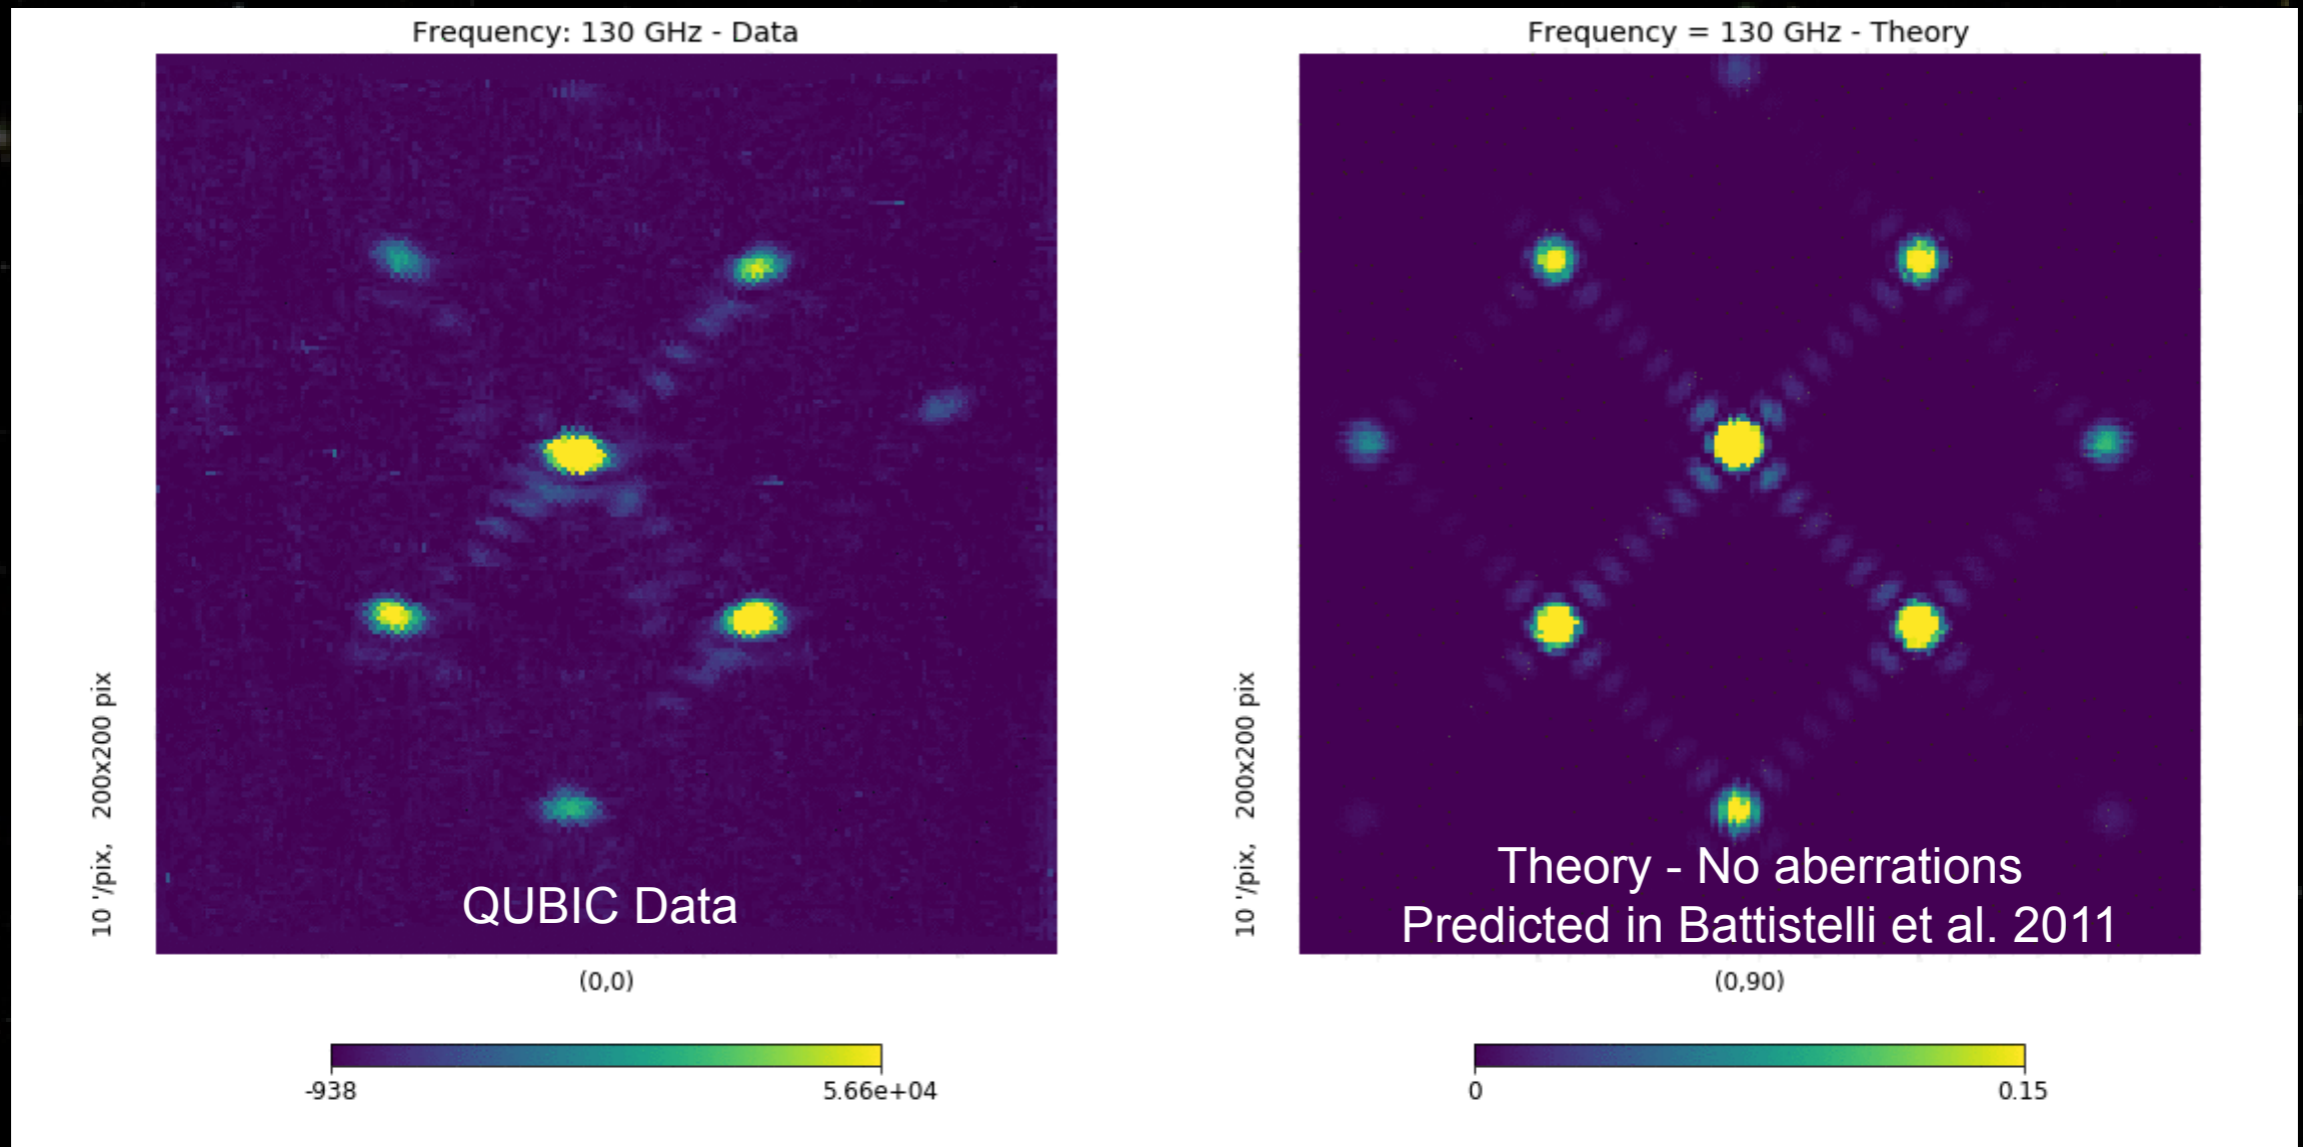 Frequency: 130 GHz - Data
10 '/pix,   200x200 pix
QUBIC Data
(0,0)
-938
5.66e+04
Frequency = 130 GHz - Theory
10 '/pix,   200x200 pix
Theory - No aberrations
Predicted in Battistelli et al. 2011
(0,90)
0
0.15